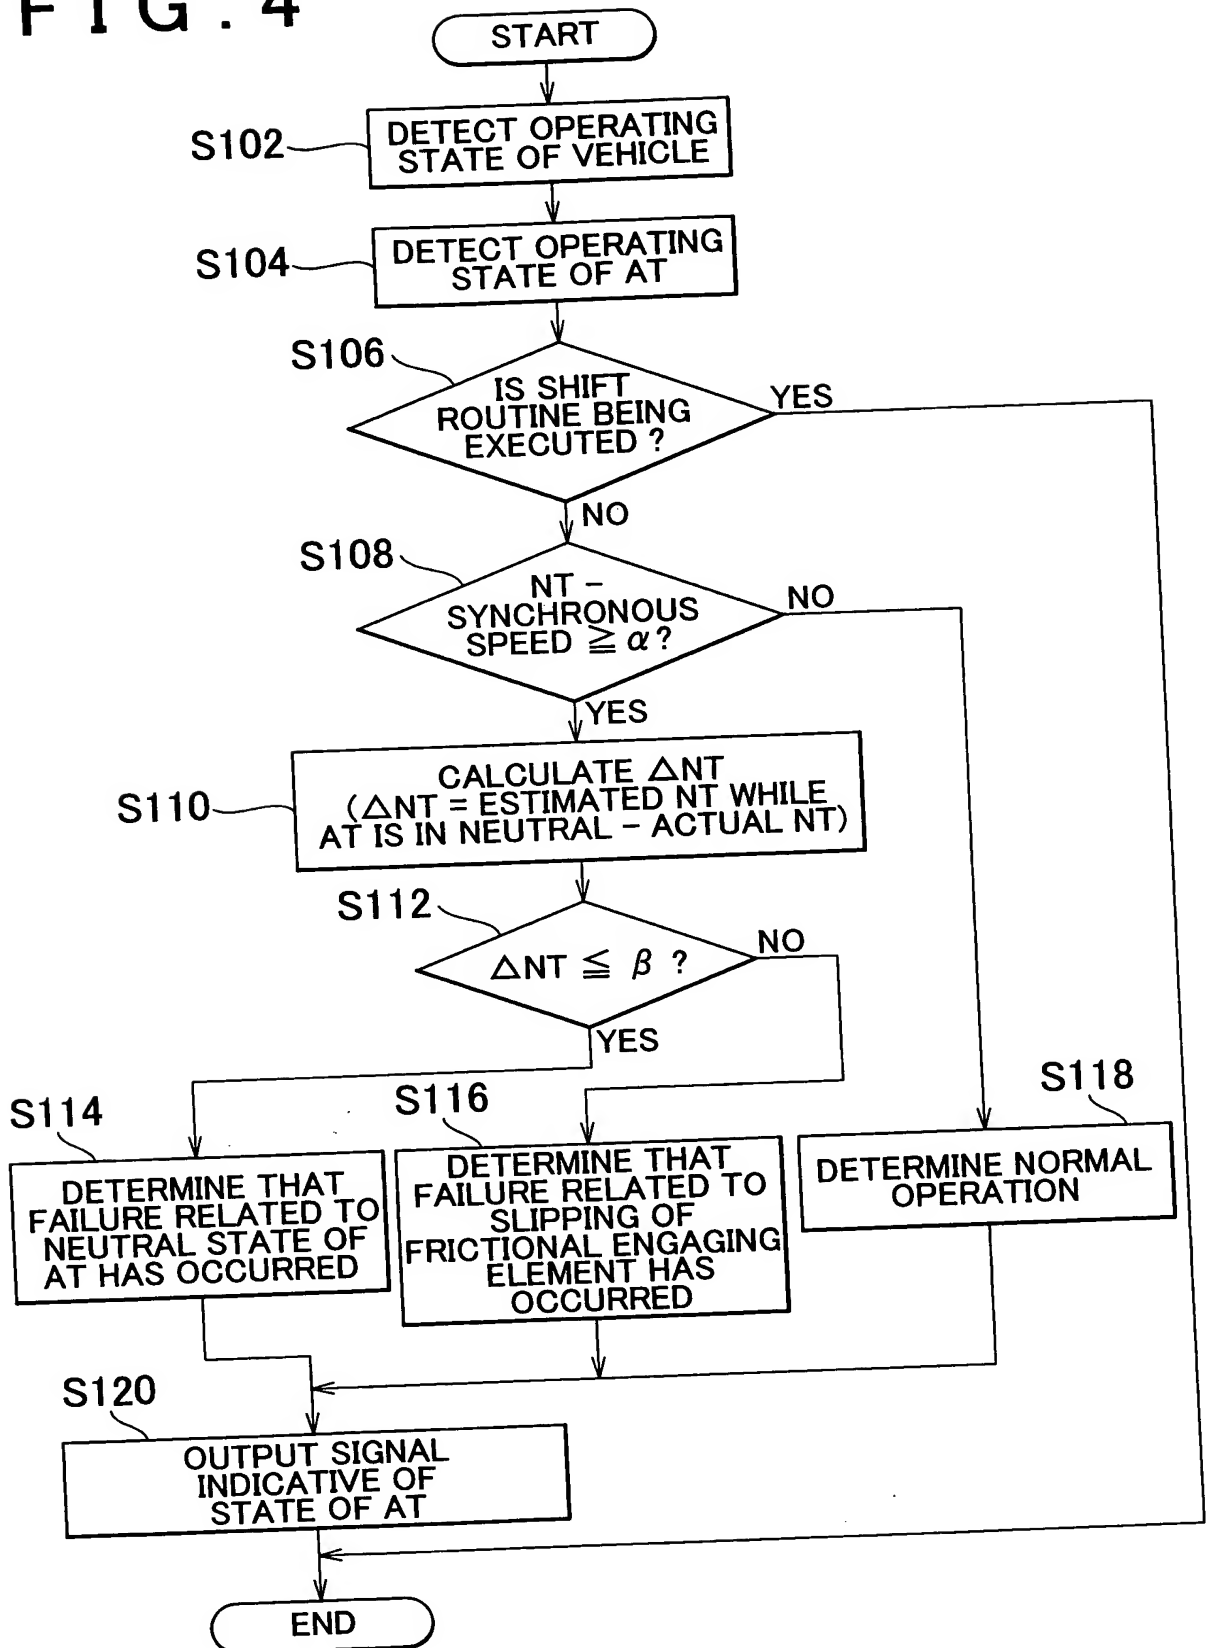 FIG.4
START
S102
DETECT OPERATING
STATE OF VEHICLE
S104
DETECT OPERATING
STATE OF AT
S106
IS SHIFT
ROUTINE BEING
EXECUTED ?
YES
NO
S108
NT –
SYNCHRONOUS
SPEED ≧ α?
NO
YES
S110
CALCULATE △NT
(△NT = ESTIMATED NT WHILE
AT IS IN NEUTRAL – ACTUAL NT)
S112
△NT ≦ β ?
NO
YES
S114
DETERMINE THAT
FAILURE RELATED TO
NEUTRAL STATE OF
AT HAS OCCURRED
S116
DETERMINE THAT
FAILURE RELATED TO
SLIPPING OF
FRICTIONAL ENGAGING
ELEMENT HAS
OCCURRED
S118
DETERMINE NORMAL
OPERATION
S120
OUTPUT SIGNAL
INDICATIVE OF
STATE OF AT
END